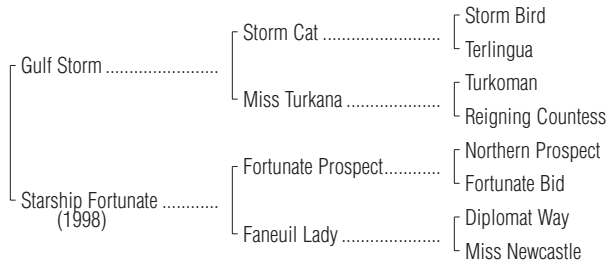 Storm Bird
Storm Cat ........................
Terlingua
Gulf Storm .......................
Turkoman
Miss Turkana ...................
Reigning Countess
Northern Prospect
Fortunate Prospect............
Fortunate Bid
Starship Fortunate ............
(1998)
Diplomat Way
Faneuil Lady ....................
Miss Newcastle